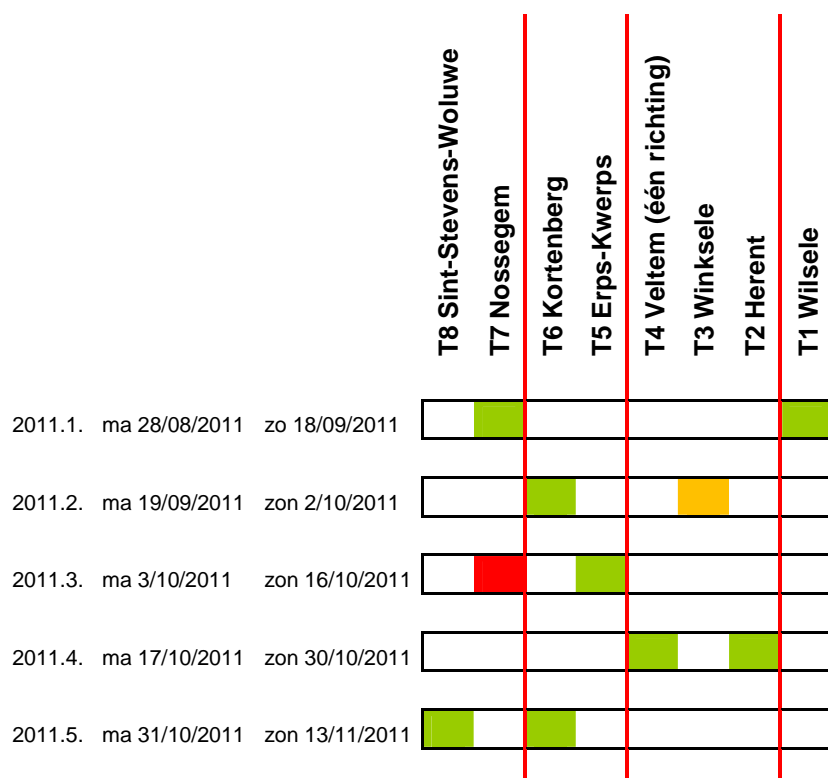 T8 Sint-Stevens-Woluwe
T7 Nossegem
T6 Kortenberg
T5 Erps-Kwerps
T4 Veltem (één richting)
T3 Winksele
T2 Herent
T1 Wilsele
2011.1. ma 28/08/2011 zo 18/09/2011
2011.2. ma 19/09/2011 zon 2/10/2011
2011.3. ma 3/10/2011 zon 16/10/2011
2011.4. ma 17/10/2011 zon 30/10/2011
2011.5. ma 31/10/2011 zon 13/11/2011